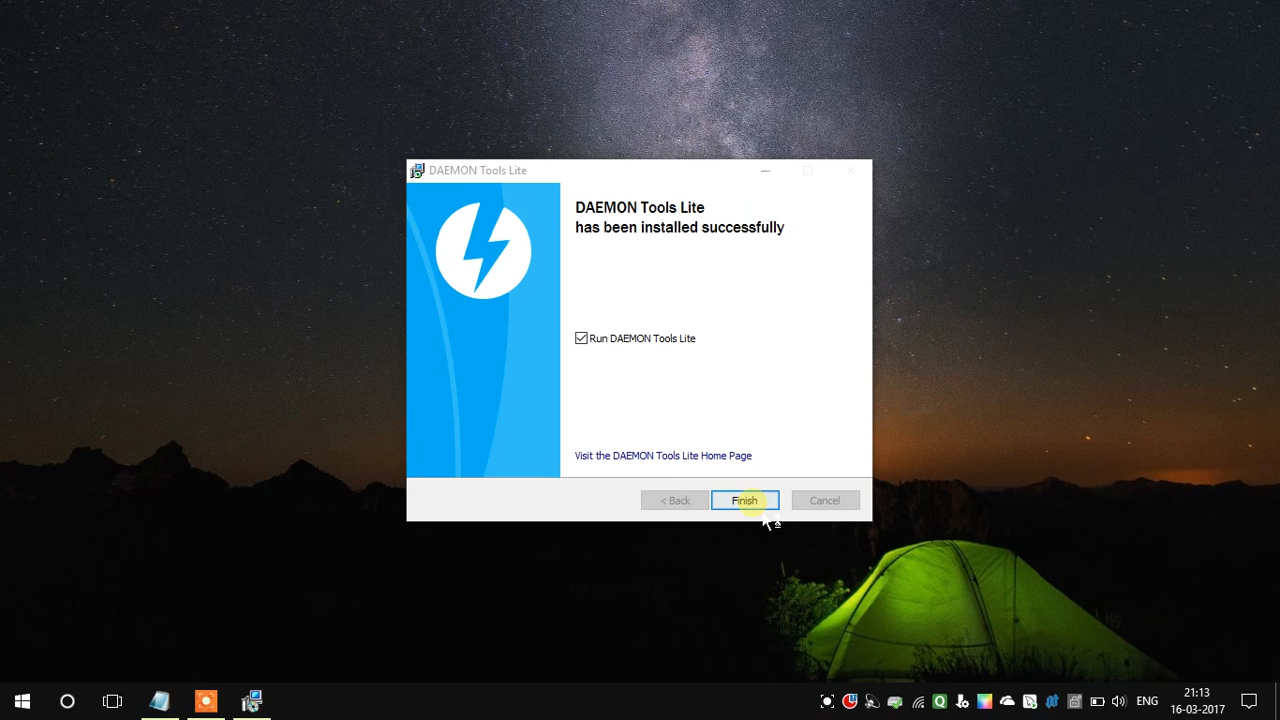 DAEMON Tools Lite
DAEMON Tools Lite
has been installed successfully
Run DAEMON Tools Lite
Visit the DAEMON Tools Lite Home Page
< Back
Finish
Cancel
ENG
21:13
16-03-2017